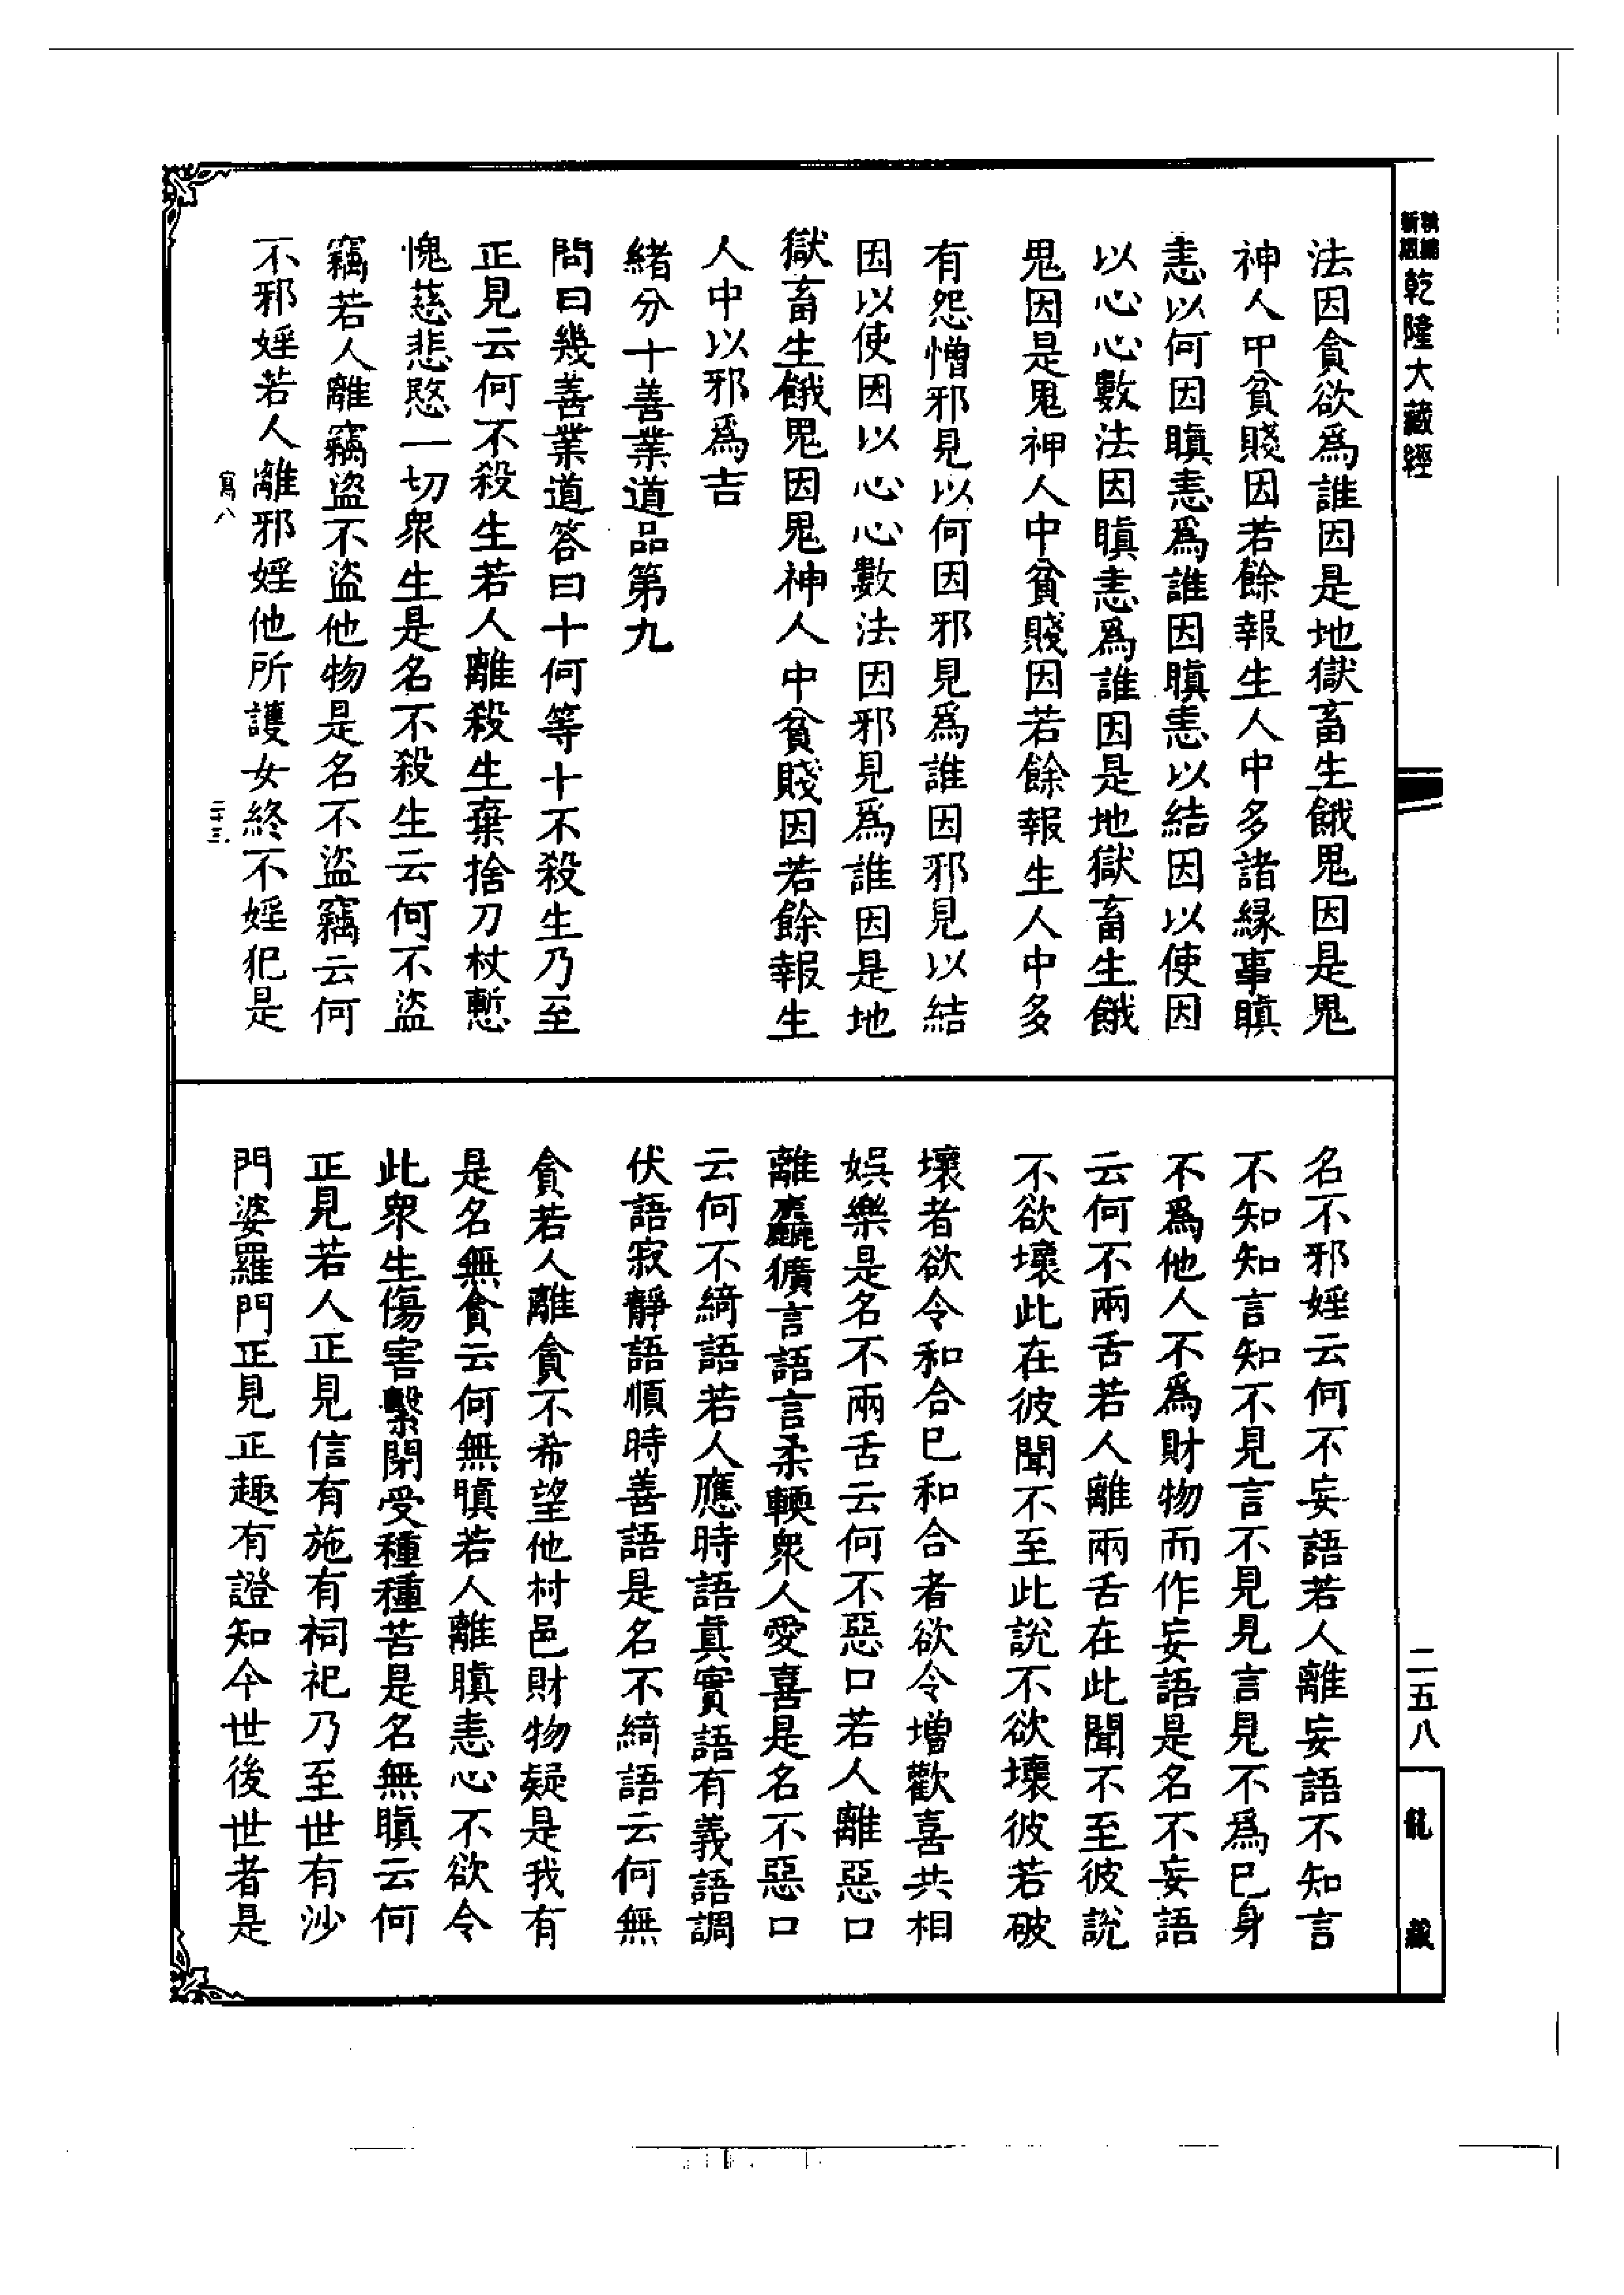 乾隆大藏經
法因貪欲爲誰因是地獄畜生餓鬼因是鬼
神人中貧賤因若餘報生人中多諸緣事瞋
恚以何因瞋恚爲誰因瞋恚以結因以使因
以心心數法因瞋恚爲誰因是地獄畜生餓
鬼因是鬼神人中貧賤因若餘報生人中多
有怨憎邪見以何因邪見爲誰因邪見以結
因以使因以心心數法因邪見爲誰因是地
獄畜生餓鬼因鬼神人中貧賤因若餘報生
人中以邪爲吉
緒分十善業道品第九
問曰幾善業道答曰十何等十不殺生乃至
正見云何不殺生若人離殺生棄捨刀杖慙
愧慈悲愍一切衆生是名不殺生云何不盜
竊若人離竊盜不盜他物是名不盜竊云何
不邪婬若人離邪婬他所護女終不婬犯是
寫八
二十三
名不邪婬云何不妄語若人離妄語不知言
不知知言知不見言不見見言見不爲己身
不爲他人不爲財物而作妄語是名不妄語
云何不兩舌若人離兩舌在此聞不至彼說
不欲壞此在彼聞不至此說不欲壞彼若破
壞者欲令和合已和合者欲令增歡喜共相
娛樂是名不兩舌云何不惡口若人離惡口
離麤獷言語言柔輭衆人愛喜是名不惡口
云何不綺語若人應時語眞實語有義語調
伏語寂靜語順時善語是名不綺語云何無
貪若人離貪不希望他村邑財物疑是我有
是名無貪云何無瞋若人離瞋恚心不欲令
此衆生傷害繫閉受種種苦是名無瞋云何
正見若人正見信有施有祠祀乃至世有沙
門婆羅門正見正趣有證知今世後世者是
二五八
龍藏